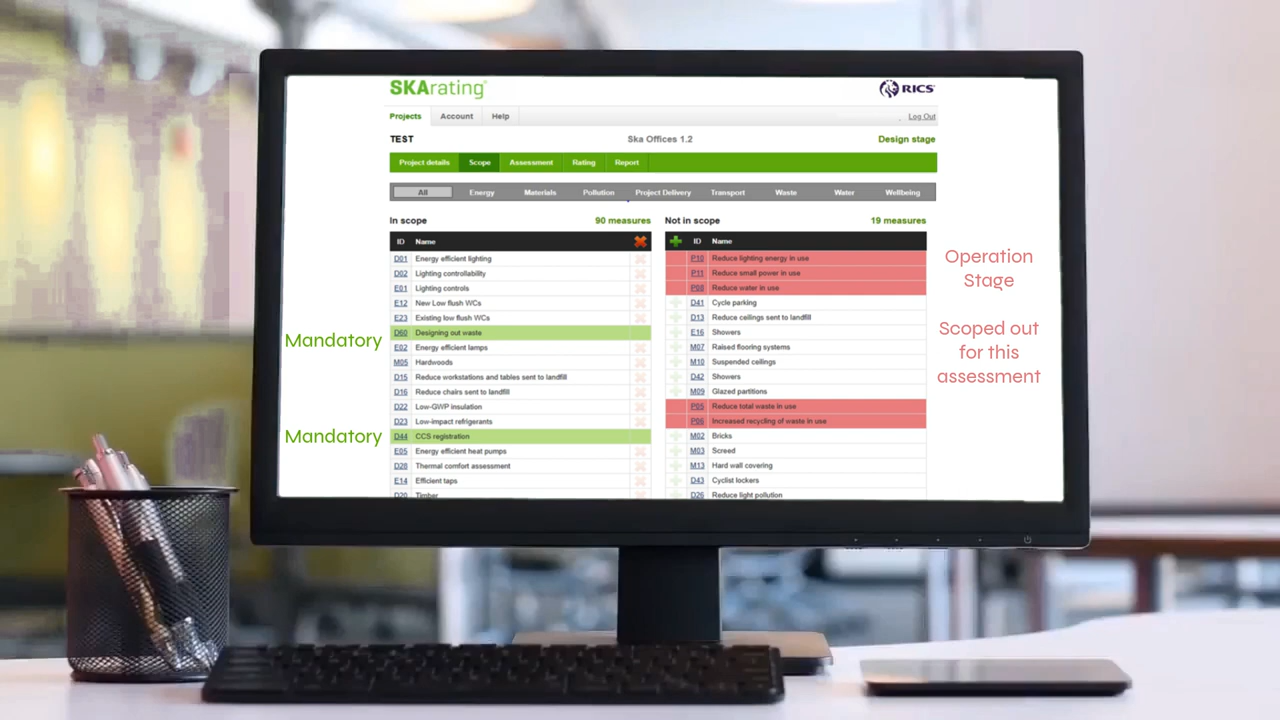 SKArating®
RICS®
Projects Account Help Log Out
TEST Ska Offices 1.2 Design stage
Project details Scope Assessment Rating Report
All Energy Materials Pollution Project Delivery Transport Waste Water Wellbeing
In scope 90 measures
ID Name
D01 Energy efficient lighting
D02 Lighting controllability
E01 Lighting controls
E12 New Low flush WCs
E23 Existing low flush WCs
D60 Designing out waste
E02 Energy efficient lamps
M05 Hardwoods
D15 Reduce workstations and tables sent to landfill
D16 Reduce chairs sent to landfill
D22 Low-GWP insulation
D23 Low-impact refrigerants
D44 CCS registration
E05 Energy efficient heat pumps
D28 Thermal comfort assessment
E14 Efficient taps
D20 Timber
Mandatory
Mandatory
Not in scope 19 measures
ID Name
P10 Reduce lighting energy in use
P11 Reduce small power in use
P08 Reduce water in use
D41 Cycle parking
D13 Reduce ceilings sent to landfill
E16 Showers
M07 Raised flooring systems
M10 Suspended ceilings
D42 Showers
M09 Glazed partitions
P05 Reduce total waste in use
P06 Increased recycling of waste in use
M02 Bricks
M03 Screed
M13 Hard wall covering
D43 Cyclist lockers
D26 Reduce light pollution
Operation
Stage
Scoped out
for this
assessment